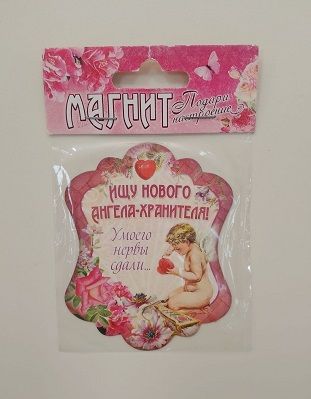 МАГНИТ
Подари
настроение
ИЩУ НОВОГО
АНГЕЛА-ХРАНИТЕЛЯ!
У моего
нервы
сдали...